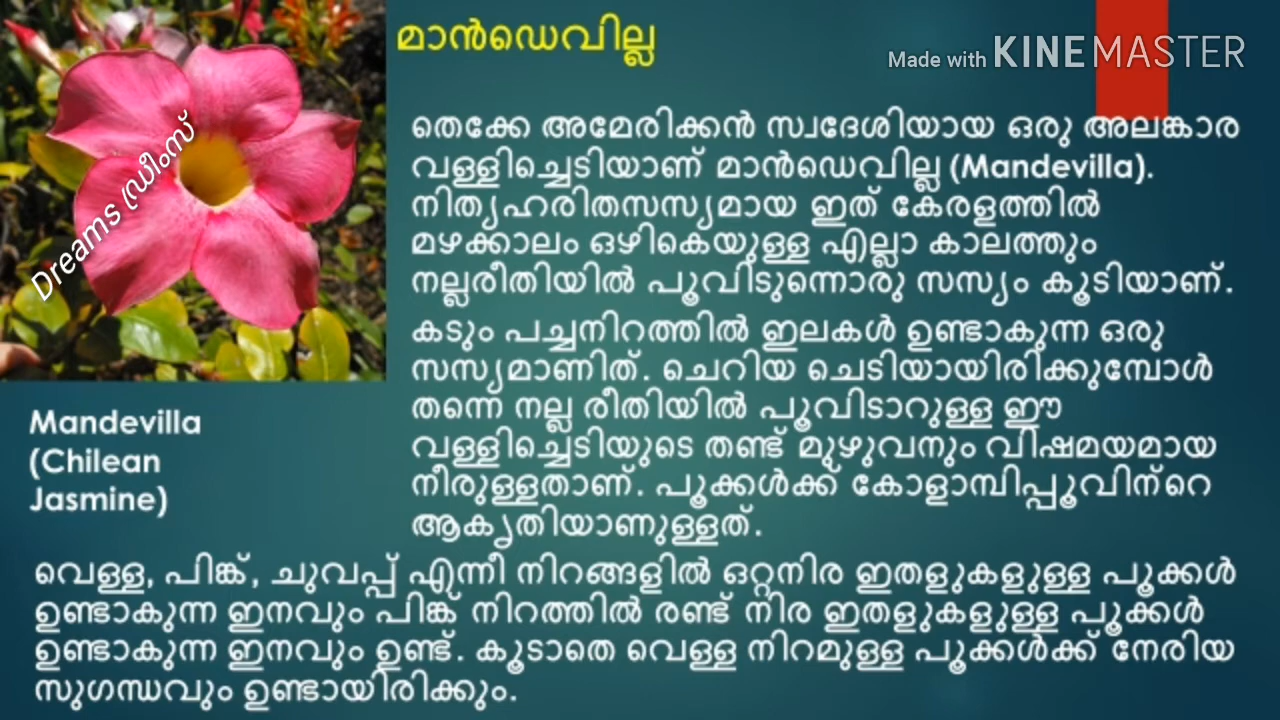 മാൻഡെവില്ല
Made with KINEMASTER
തെക്കേ അമേരിക്കൻ സ്വദേശിയായ ഒരു അലങ്കാര
വള്ളിച്ചെടിയാണ് മാൻഡെവില്ല (Mandevilla).
നിത്യഹരിതസസ്യമായ ഇത് കേരളത്തിൽ
മഴക്കാലം ഒഴികെയുള്ള എല്ലാ കാലത്തും
നല്ലരീതിയിൽ പൂവിടുന്നൊരു സസ്യം കൂടിയാണ്.
കടും പച്ചനിറത്തിൽ ഇലകൾ ഉണ്ടാകുന്ന ഒരു
സസ്യമാണിത്. ചെറിയ ചെടിയായിരിക്കുമ്പോൾ
തന്നെ നല്ല രീതിയിൽ പൂവിടാറുള്ള ഈ
വള്ളിച്ചെടിയുടെ തണ്ട് മുഴുവനും വിഷമയമായ
നീരുള്ളതാണ്. പൂക്കൾക്ക് കോളാമ്പിപ്പൂവിന്റെ
ആകൃതിയാണുള്ളത്.
Dreams ഡ്രീംസ്
Mandevilla
(Chilean
Jasmine)
വെള്ള, പിങ്ക്, ചുവപ്പ് എന്നീ നിറങ്ങളിൽ ഒറ്റനിര ഇതളുകളുള്ള പൂക്കൾ
ഉണ്ടാകുന്ന ഇനവും പിങ്ക് നിറത്തിൽ രണ്ട് നിര ഇതളുകളുള്ള പൂക്കൾ
ഉണ്ടാകുന്ന ഇനവും ഉണ്ട്. കൂടാതെ വെള്ള നിറമുള്ള പൂക്കൾക്ക് നേരിയ
സുഗന്ധവും ഉണ്ടായിരിക്കും.